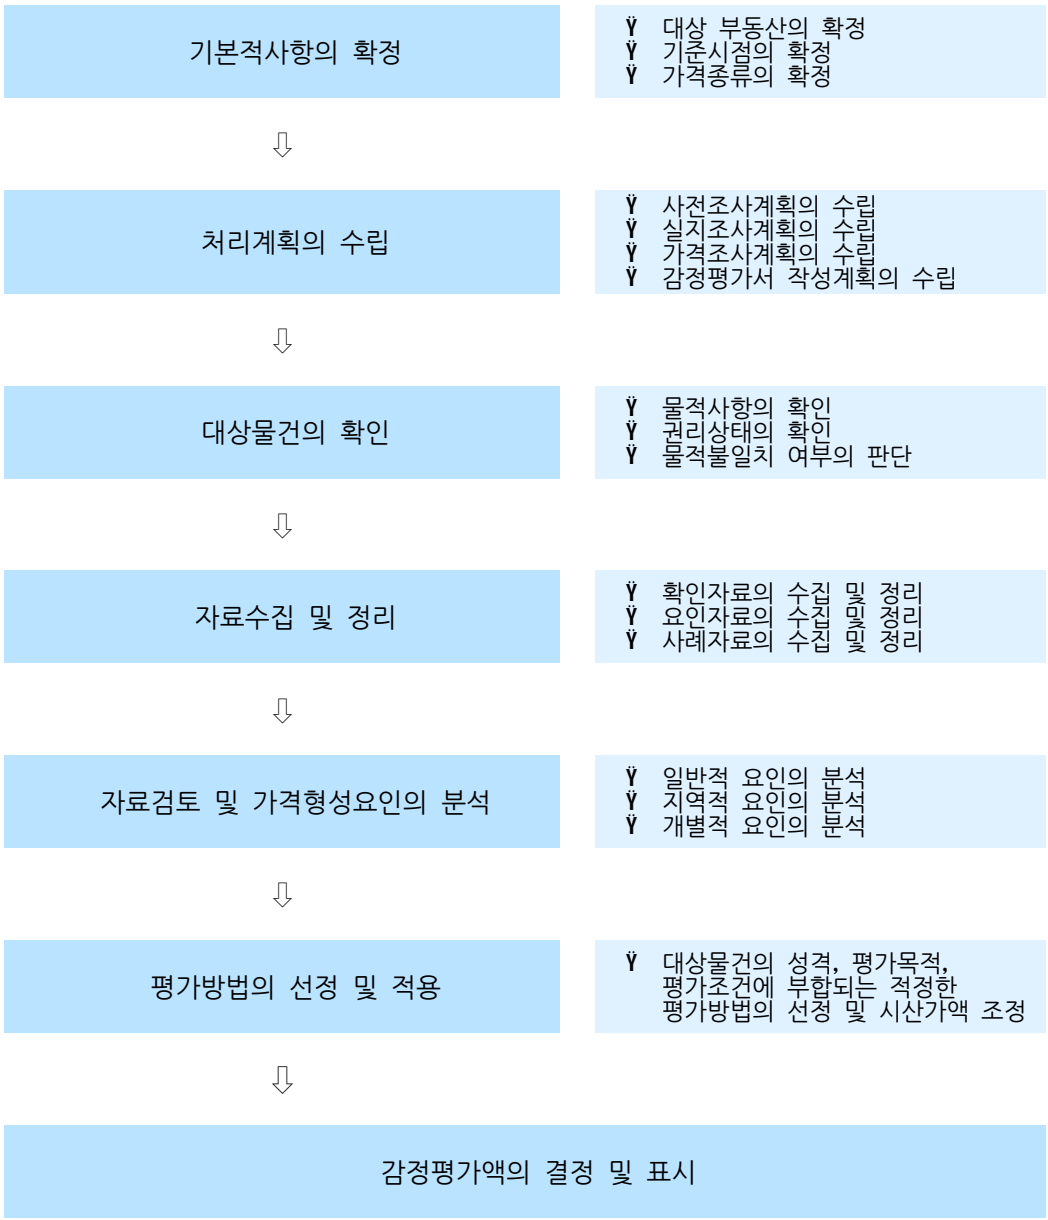 기본적사항의 확정
Ÿ 대상 부동산의 확정
Ÿ 기준시점의 확정
Ÿ 가격종류의 확정
⇩
처리계획의 수립
Ÿ 사전조사계획의 수립
Ÿ 실지조사계획의 수립
Ÿ 가격조사계획의 수립
Ÿ 감정평가서 작성계획의 수립
⇩
대상물건의 확인
Ÿ 물적사항의 확인
Ÿ 권리상태의 확인
Ÿ 물적불일치 여부의 판단
⇩
자료수집 및 정리
Ÿ 확인자료의 수집 및 정리
Ÿ 요인자료의 수집 및 정리
Ÿ 사례자료의 수집 및 정리
⇩
자료검토 및 가격형성요인의 분석
Ÿ 일반적 요인의 분석
Ÿ 지역적 요인의 분석
Ÿ 개별적 요인의 분석
⇩
평가방법의 선정 및 적용
Ÿ 대상물건의 성격, 평가목적,
평가조건에 부합되는 적정한
평가방법의 선정 및 시산가액 조정
⇩
감정평가액의 결정 및 표시